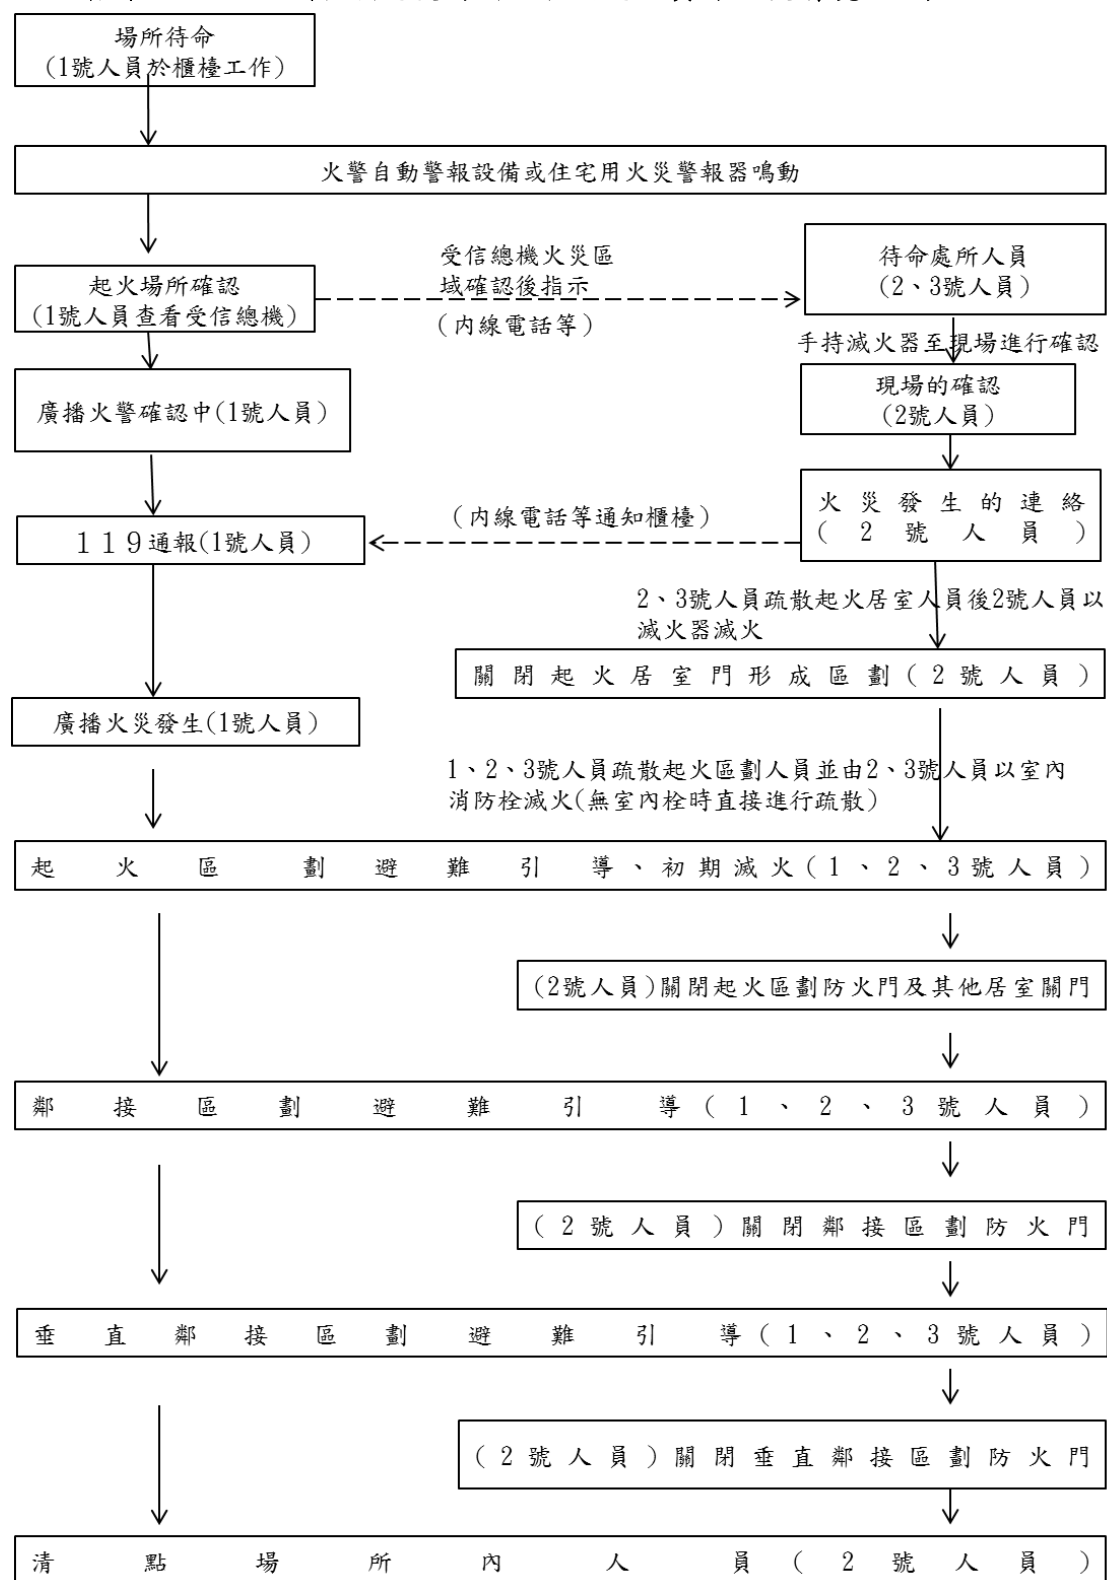 場所待命
(1號人員於櫃檯工作)
火警自動警報設備或住宅用火災警報器鳴動
起火場所確認
(1號人員查看受信總機)
受信總機火災區
域確認後指示
(內線電話等)
待命處所人員
(2、3號人員)
手持滅火器至現場進行確認
廣播火警確認中(1號人員)
現場的確認
(2號人員)
火災發生的連絡
(2號人員)
(內線電話等通知櫃檯)
119通報(1號人員)
2、3號人員疏散起火居室人員後2號人員以
滅火器滅火
關閉起火居室門形成區劃(2號人員)
廣播火災發生(1號人員)
1、2、3號人員疏散起火區劃人員並由2、3號人員以室內
消防栓滅火(無室內栓時直接進行疏散)
起火區劃避難引導、初期滅火(1、2、3號人員)
(2號人員)關閉起火區劃防火門及其他居室關門
鄰接區劃避難引導(1、2、3號人員)
(2號人員)關閉鄰接區劃防火門
垂直鄰接區劃避難引導(1、2、3號人員)
(2號人員)關閉垂直鄰接區劃防火門
清點場所內人員(2號人員)